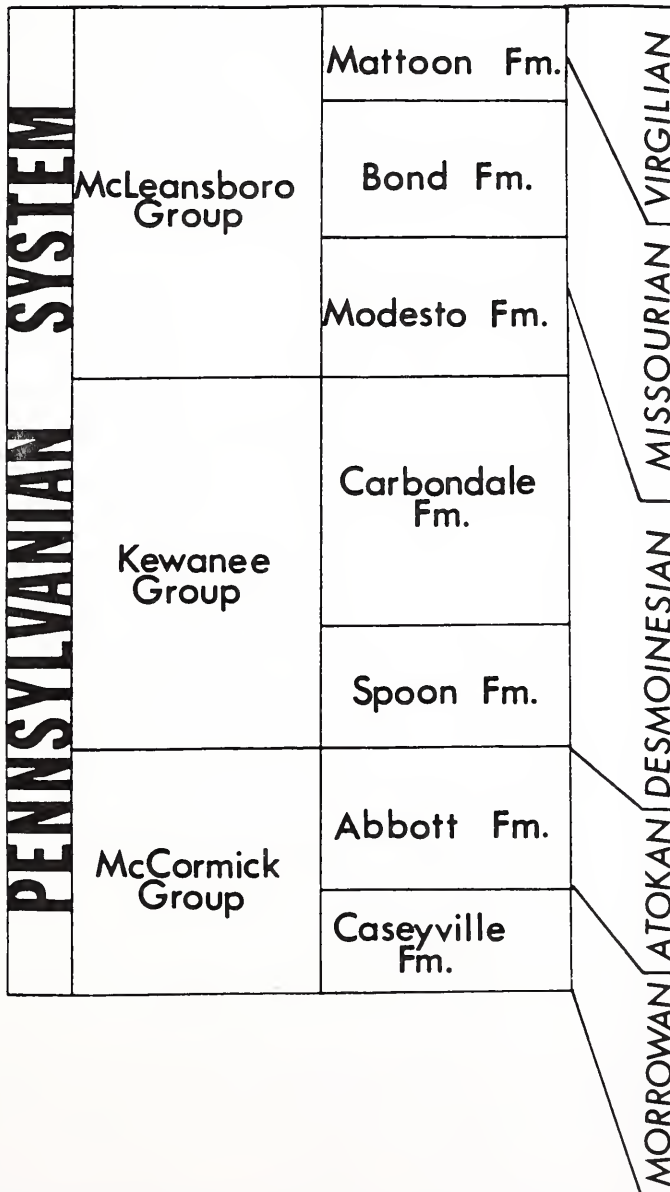 PENNSYLVANIAN SYSTEM
McLeansboro
Group
Kewanee
Group
McCormick
Group
Mattoon Fm.
Bond Fm.
Modesto Fm.
Carbondale
Fm.
Spoon Fm.
Abbott Fm.
Caseyville
Fm.
VIRGILIAN
MISSOURIAN
DESMOINESIAN
ATOKAN
MORROWAN